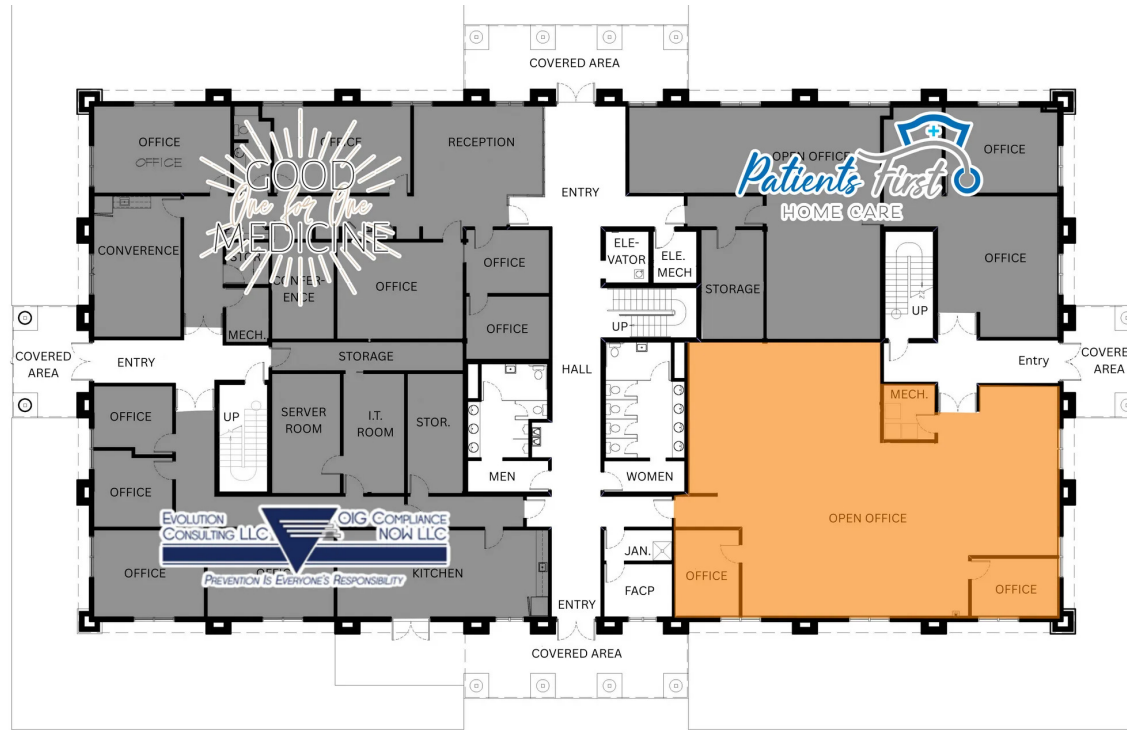 COVERED AREA
OFFICE
OFFICE
OFFICE
RECEPTION
GOOD
One for One
MEDICINE
CONVERENCE
STOR.
CONFER-
ENCE
OFFICE
OFFICE
OFFICE
MECH.
ENTRY
OPEN OFFICE
Patients First
HOME CARE
OFFICE
OFFICE
ELE-
VATOR
ELE.
MECH
STORAGE
UP
UP
COVERED
AREA
ENTRY
STORAGE
HALL
Entry
COVERE
AREA
OFFICE
UP
SERVER
ROOM
I.T.
ROOM
STOR.
MECH.
OFFICE
MEN
WOMEN
EVOLUTION
CONSULTING LLC
OIG COMPLIANCE
NOW LLC
PREVENTION IS EVERYONE'S RESPONSIBILITY
OFFICE
KITCHEN
OPEN OFFICE
JAN.
OFFICE
FACP
OFFICE
ENTRY
COVERED AREA